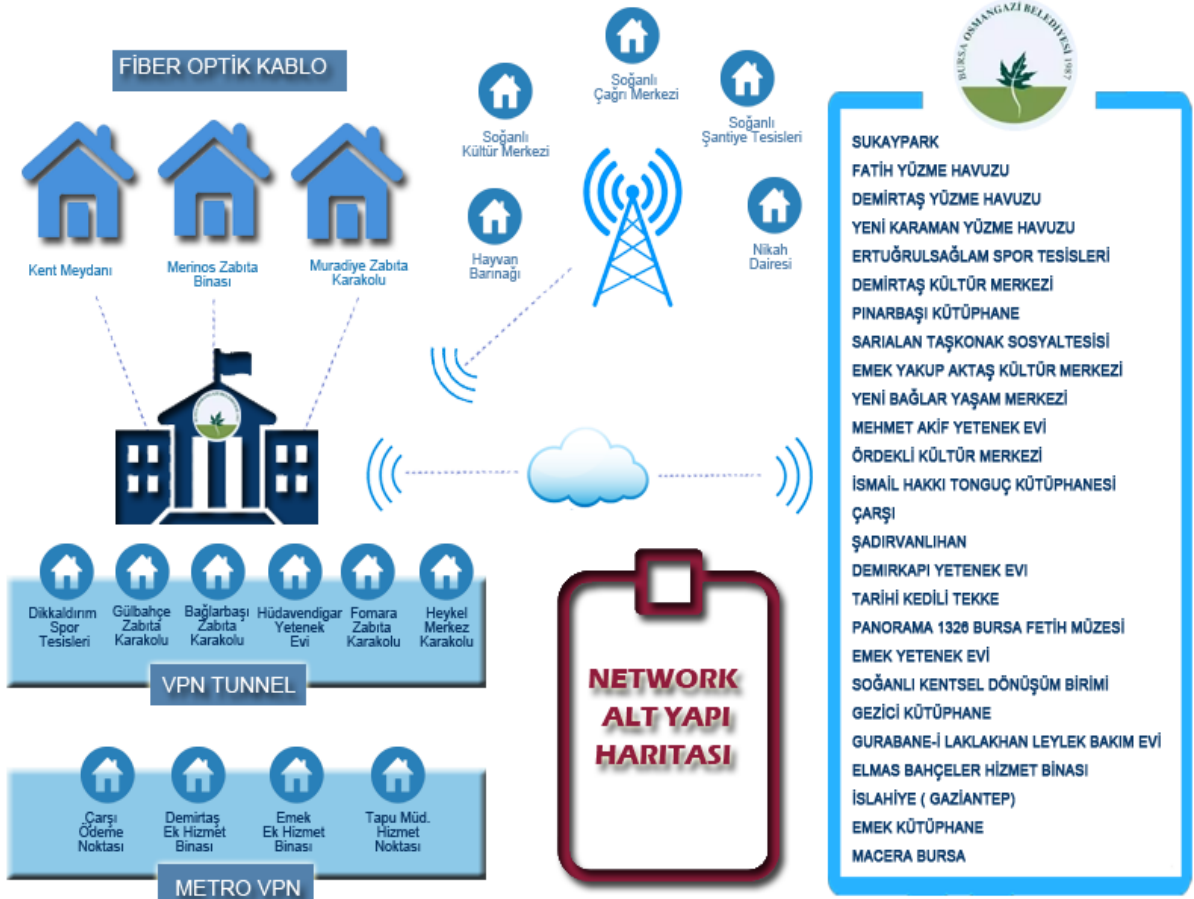 FİBER OPTİK KABLO
Kent Meydanı
Merinos Zabıta
Binası
Muradiye Zabıta
Karakolu
Soğanlı
Kültür Merkezi
Soğanlı
Çağrı Merkezi
Soğanlı
Şantiye Tesisleri
Hayvan
Barınağı
Nikah
Dairesi
Dikkaldırım
Spor
Tesisleri
Gülbahçe
Zabıta
Karakolu
Bağlarbaşı
Zabıta
Karakolu
Hüdavendigar
Yetenek
Evi
Fomara
Zabıta
Karakolu
Heykel
Merkez
Karakolu
VPN TUNNEL
Çarşı
Ödeme
Noktası
Demirtaş
Ek Hizmet
Binası
Emek
Ek Hizmet
Binası
Tapu Müd.
Hizmet
Noktası
METRO VPN
NETWORK
ALT YAPI
HARITASI
BURSA OSMANGAZİ BELEDİYESİ 1987
SUKAYPARK
FATİH YÜZME HAVUZU
DEMİRTAŞ YÜZME HAVUZU
YENİ KARAMAN YÜZME HAVUZU
ERTUĞRULSAĞLAM SPOR TESİSLERİ
DEMİRTAŞ KÜLTÜR MERKEZİ
PINARBAŞI KÜTÜPHANE
SARIALAN TAŞKONAK SOSYALTESİSİ
EMEK YAKUP AKTAŞ KÜLTÜR MERKEZİ
YENİ BAĞLAR YAŞAM MERKEZİ
MEHMET AKİF YETENEK EVİ
ÖRDEKLİ KÜLTÜR MERKEZİ
İSMAİL HAKKI TONGUÇ KÜTÜPHANESİ
ÇARŞI
ŞADIRVANLIHAN
DEMIRKAPI YETENEK EVI
TARİHİ KEDİLİ TEKKE
PANORAMA 1326 BURSA FETİH MÜZESİ
EMEK YETENEK EVİ
SOĞANLI KENTSEL DÖNÜŞÜM BİRİMİ
GEZİCİ KÜTÜPHANE
GURABANE-İ LAKLAKHAN LEYLEK BAKIM EVİ
ELMAS BAHÇELER HİZMET BİNASI
İSLAHİYE ( GAZİANTEP)
EMEK KÜTÜPHANE
MACERA BURSA